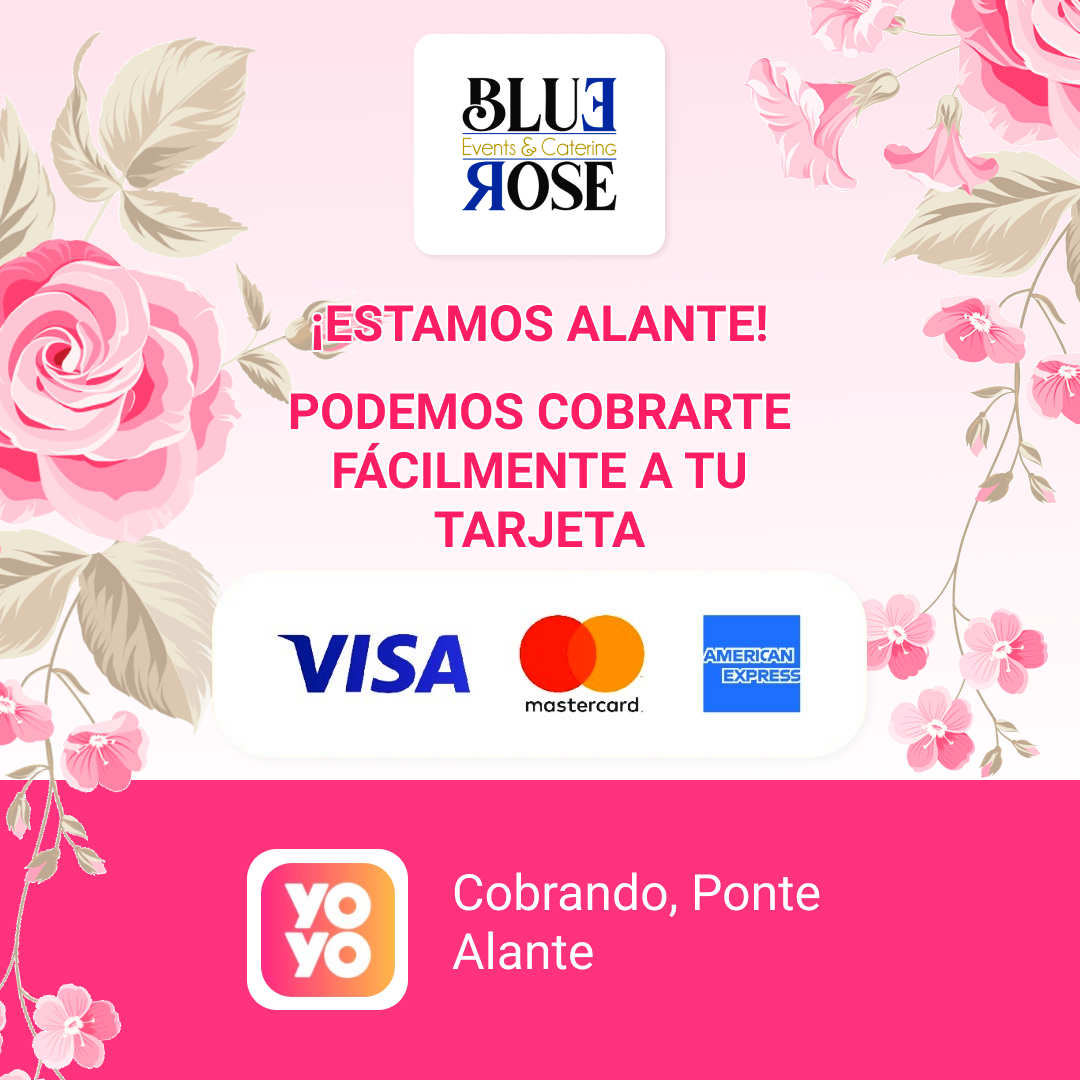 BLUE
Events & Catering
ROSE
¡ESTAMOS ALANTE!
PODEMOS COBRARTE
FÁCILMENTE A TU
TARJETA
VISA
mastercard.
AMERICAN
EXPRESS
YO
YO
Cobrando, Ponte
Alante